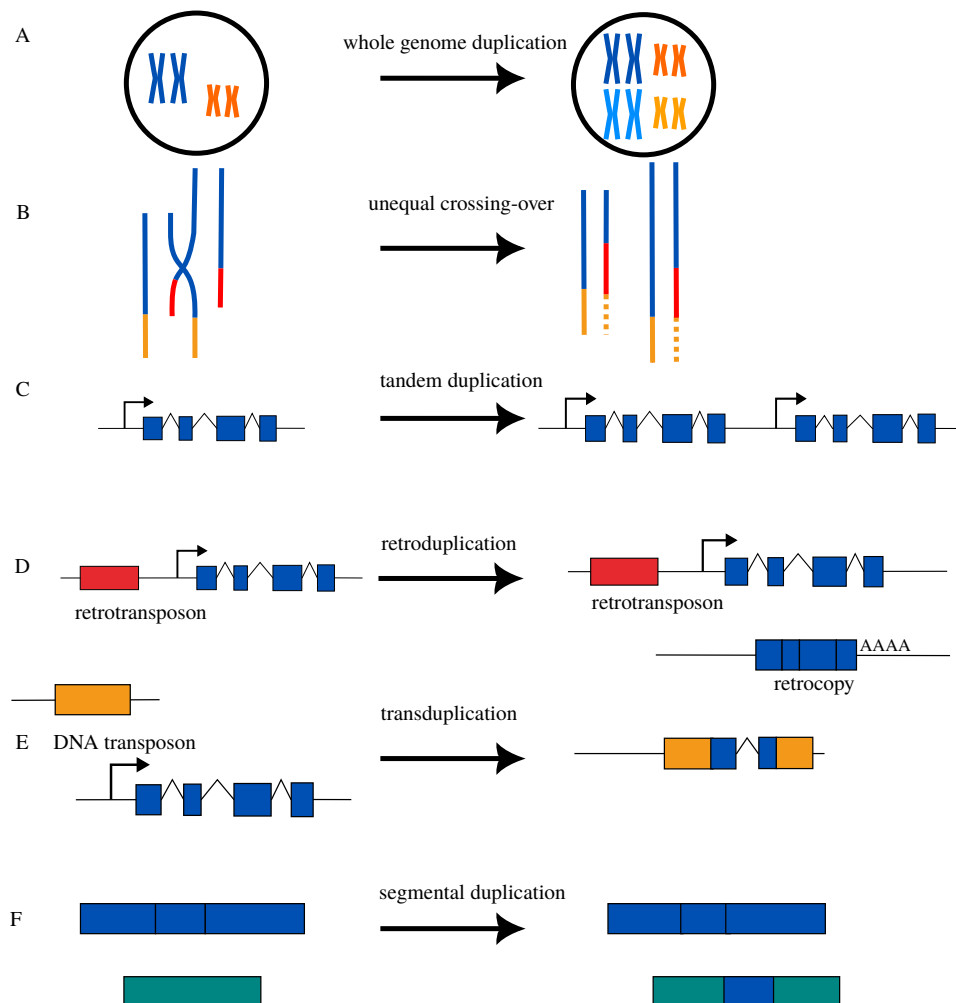 A
whole genome duplication
B
unequal crossing-over
C
tandem duplication
D
retroduplication
retrotransposon
retrotransposon
AAAA
retrocopy
transduplication
E DNA transposon
segmental duplication
F